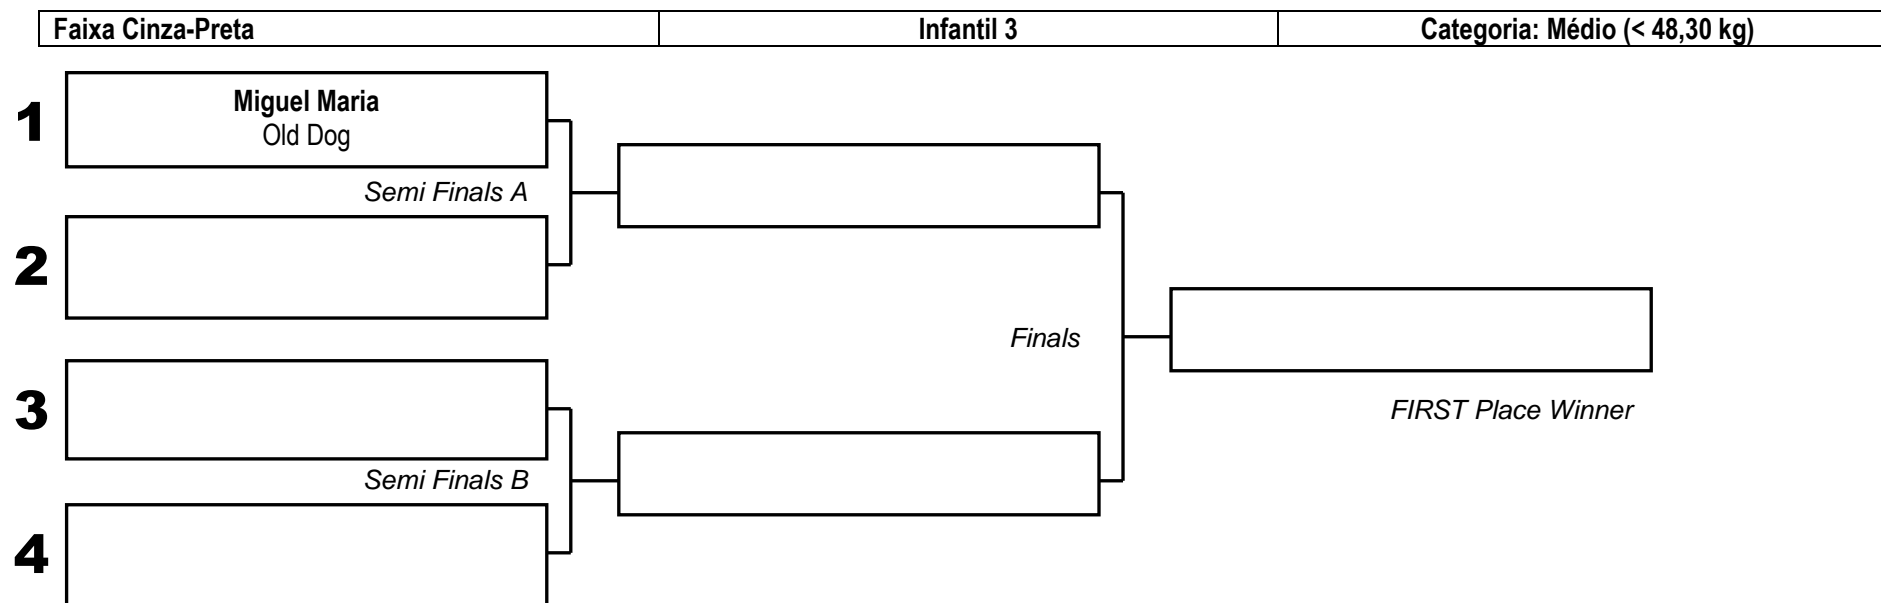 Faixa Cinza-Preta Infantil 3 Categoria: Médio (< 48,30 kg)
1
Miguel Maria
Old Dog
Semi Finals A
2
Finals
3
FIRST Place Winner
Semi Finals B
4